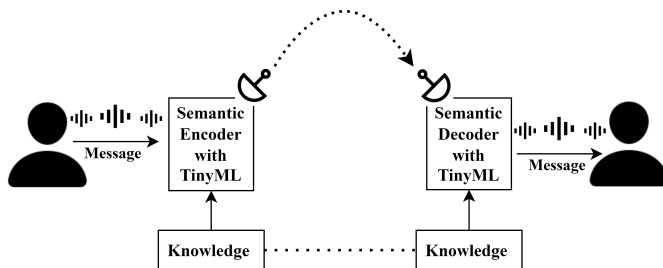 Semantic
Encoder
with
TinyML
Semantic
Decoder
with
TinyML
Message
Message
Knowledge
Knowledge